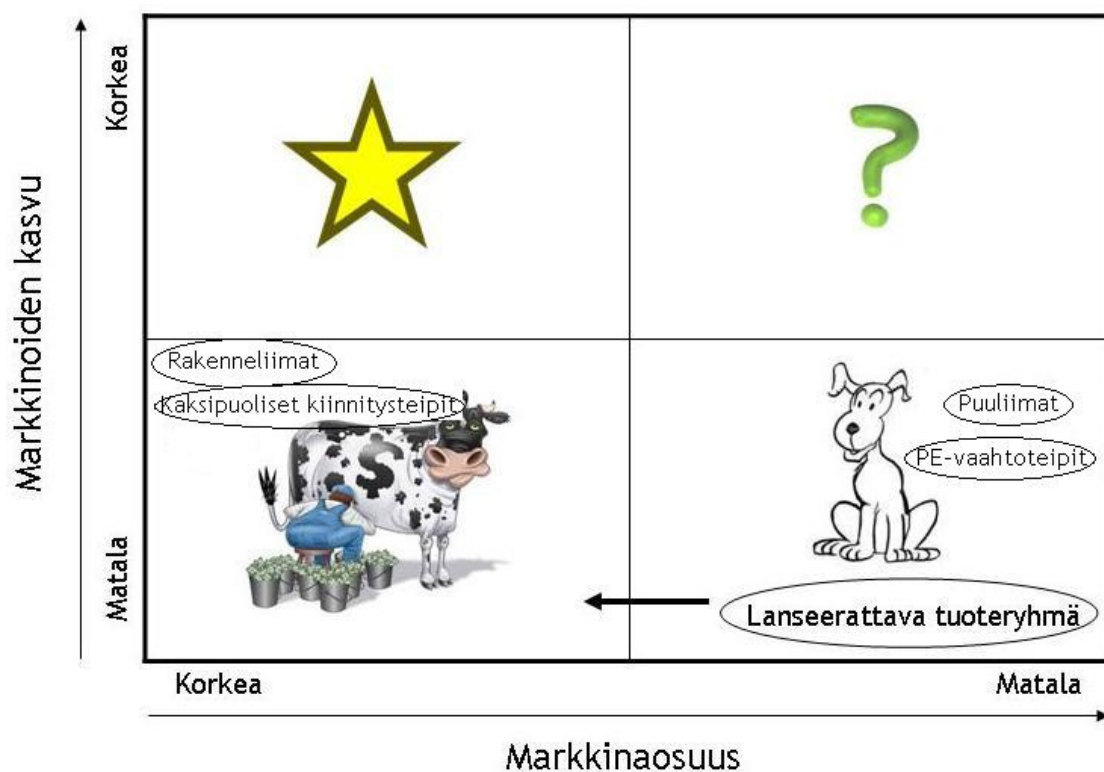 Korkea
Markkinoiden kasvu
Rakenneliimat
Kaksipuoliset kiinnitysteipit
Puuliimat
PE-vaahtoteipit
Matala
Lanseerattava tuoteryhmä
Korkea
Matala
Markkinaosuus
$
?